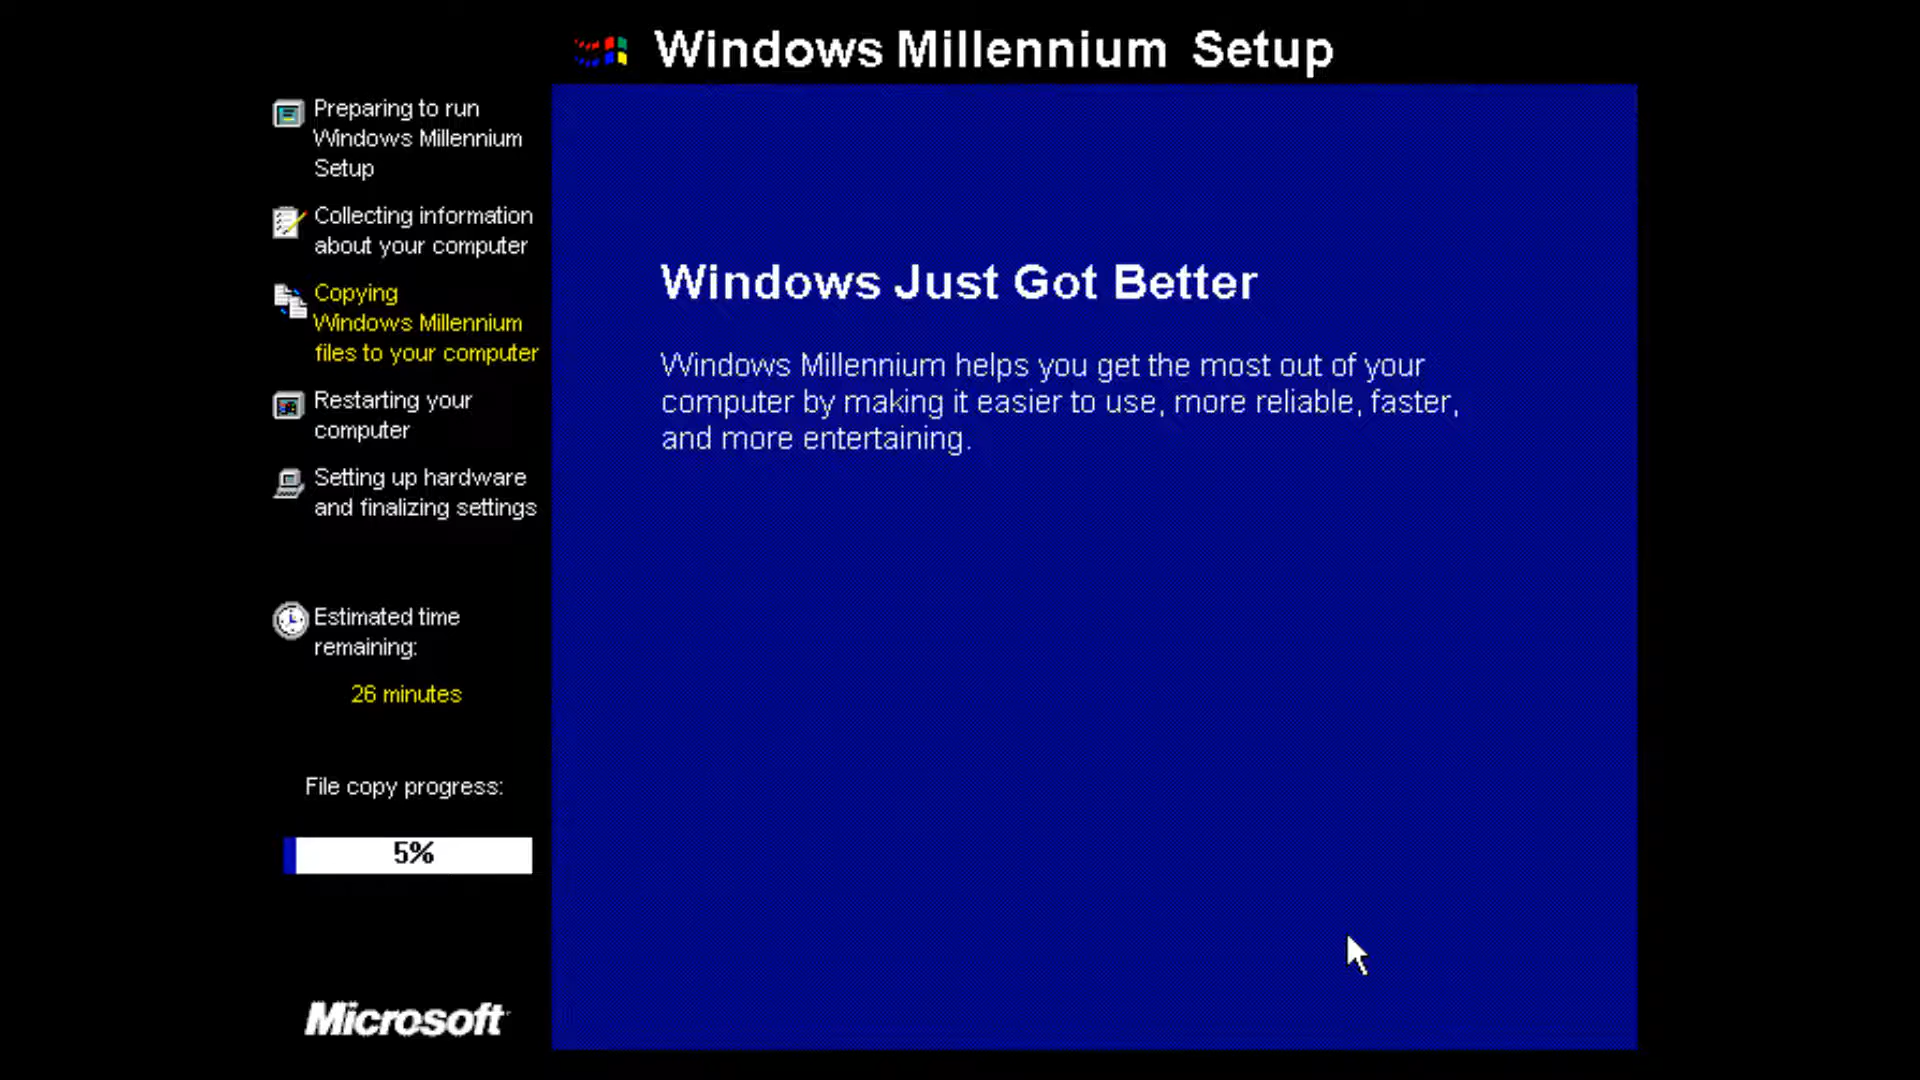 Windows Millennium Setup
Preparing to run
Windows Millennium
Setup
Collecting information
about your computer
Copying
Windows Millennium
files to your computer
Restarting your
computer
Setting up hardware
and finalizing settings
Estimated time
remaining:
26 minutes
File copy progress:
5%
Microsoft
Windows Just Got Better
Windows Millennium helps you get the most out of your
computer by making it easier to use, more reliable, faster,
and more entertaining.